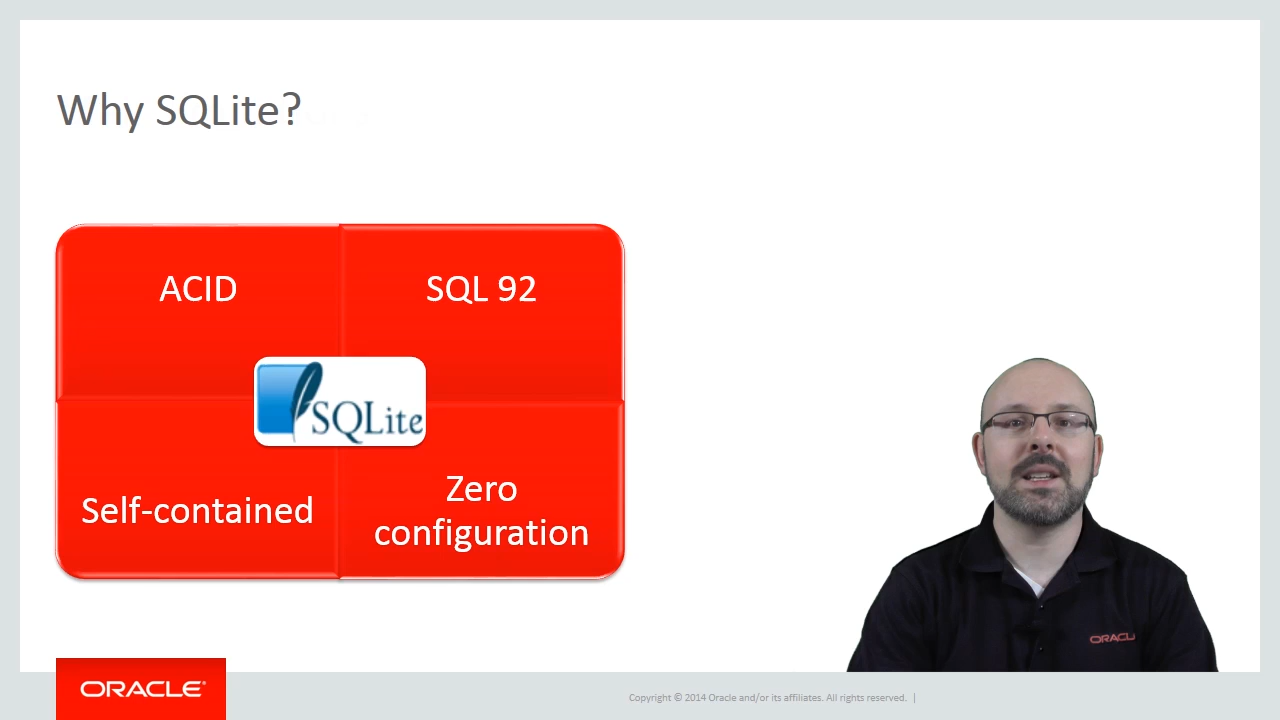 Why SQLite?
ACID
SQL 92
SQLite
Self-contained
Zero
configuration
ORACLE
ORACLE®
Copyright © 2014 Oracle and/or its affiliates. All rights reserved. |